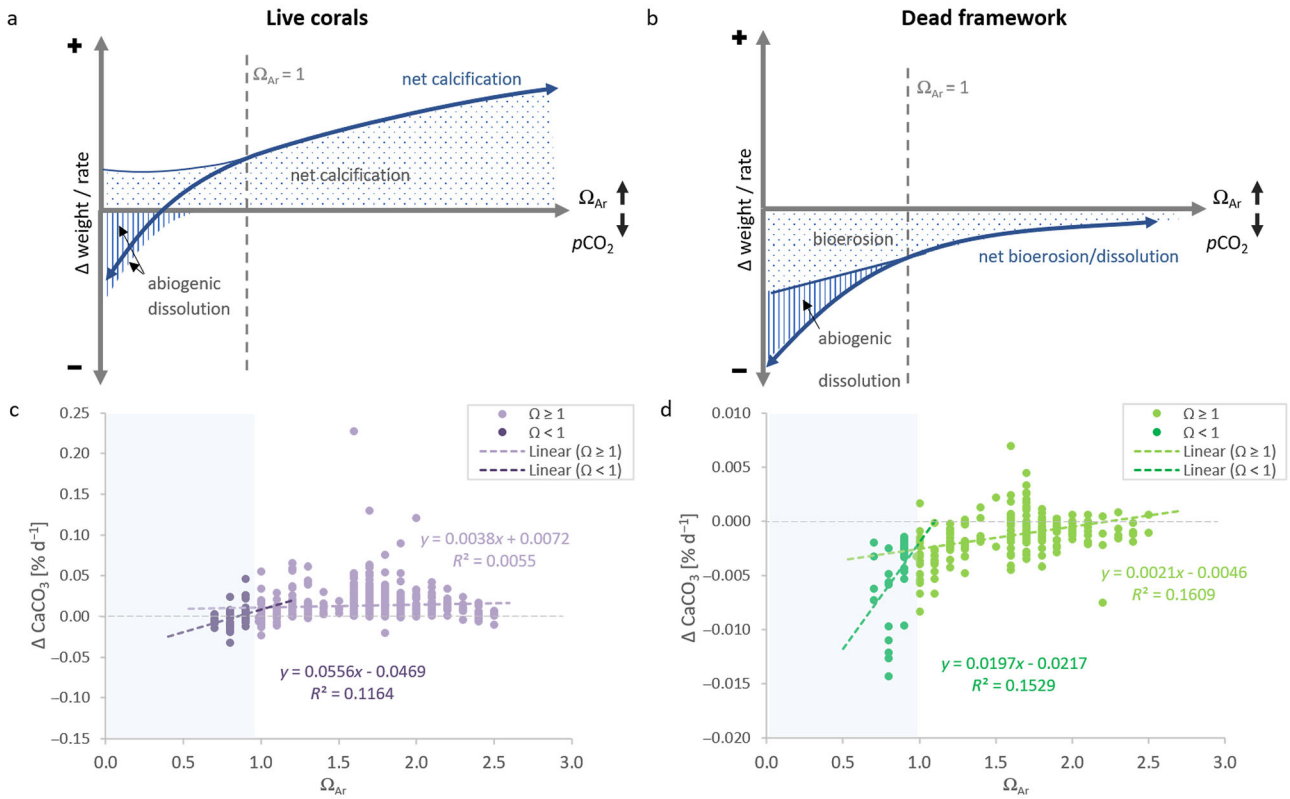 a
Live corals
+
Ω_Ar = 1
net calcification
net calcification
Δ weight / rate
Ω_Ar
pCO₂
abiogenic
dissolution
–
b
Dead framework
+
Ω_Ar = 1
Δ weight / rate
bioerosion
Ω_Ar
pCO₂
net bioerosion/dissolution
abiogenic
dissolution
–
c
0.25
0.20
0.15
0.10
0.05
0.00
–0.05
–0.10
–0.15
Δ CaCO₃ [% d⁻¹]
Ω ≥ 1
Ω < 1
Linear (Ω ≥ 1)
Linear (Ω < 1)
y = 0.0038x + 0.0072
R² = 0.0055
y = 0.0556x - 0.0469
R² = 0.1164
0.0 0.5 1.0 1.5 2.0 2.5 3.0
Ω_Ar
d
0.010
0.005
0.000
–0.005
–0.010
–0.015
–0.020
Δ CaCO₃ [% d⁻¹]
Ω ≥ 1
Ω < 1
Linear (Ω ≥ 1)
Linear (Ω < 1)
y = 0.0021x - 0.0046
R² = 0.1609
y = 0.0197x - 0.0217
R² = 0.1529
0.0 0.5 1.0 1.5 2.0 2.5 3.0
Ω_Ar